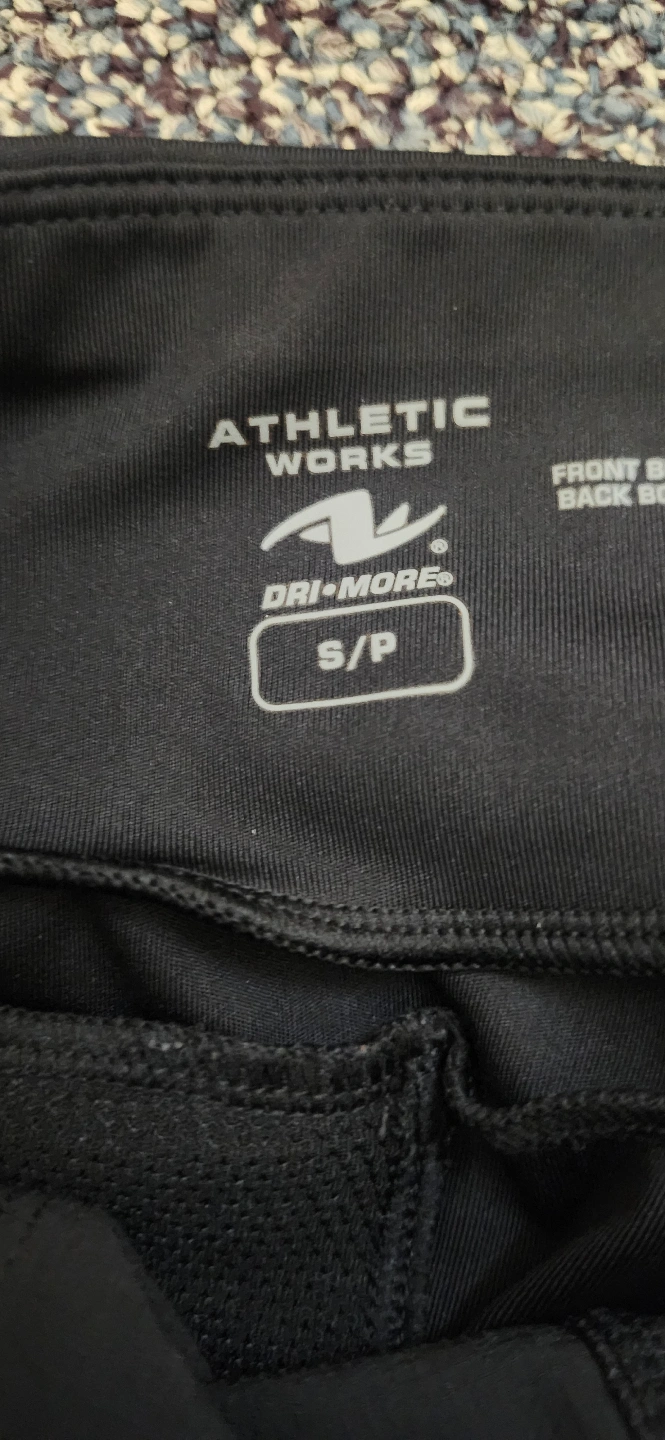 ATHLETIC
WORKS
®
DRI•MORE®
S/P
FRONT
BACK